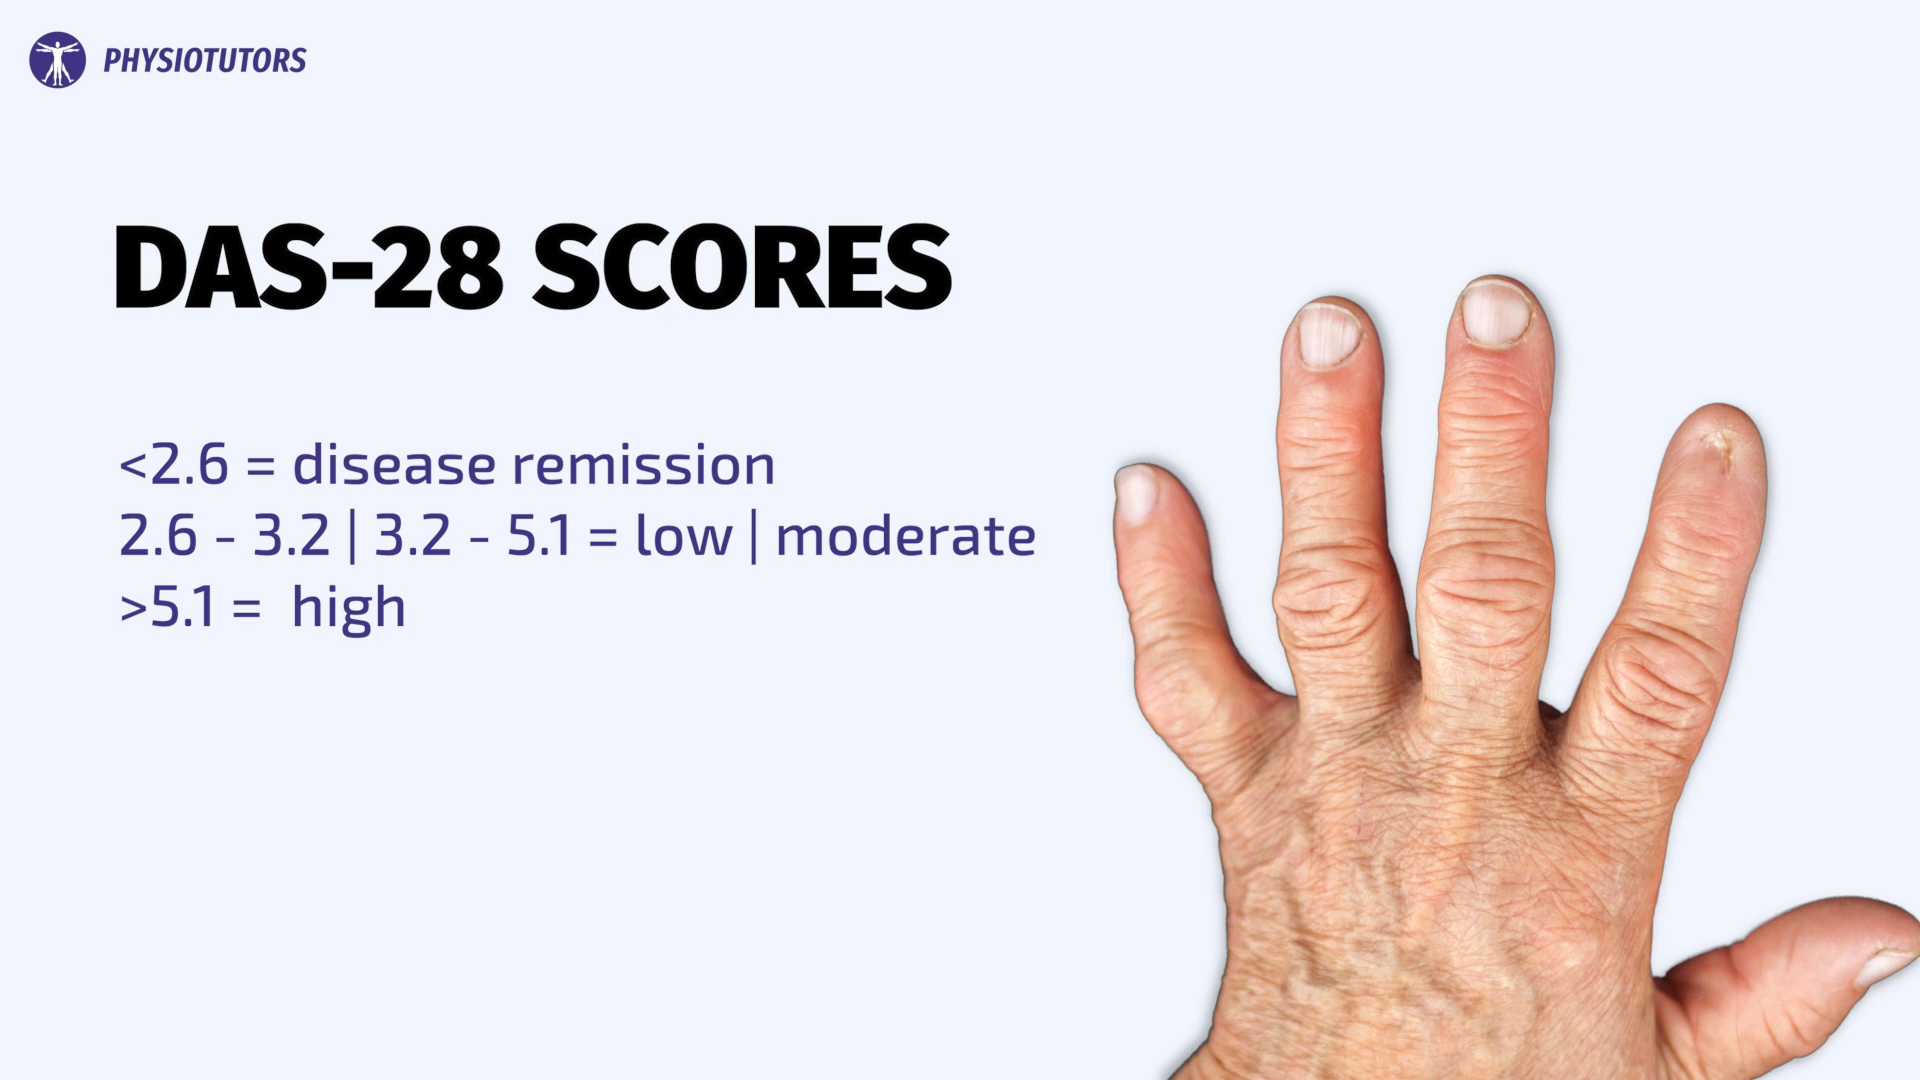 PHYSIOTUTORS
DAS-28 SCORES
<2.6 = disease remission
2.6 - 3.2 | 3.2 - 5.1 = low | moderate
>5.1 =  high